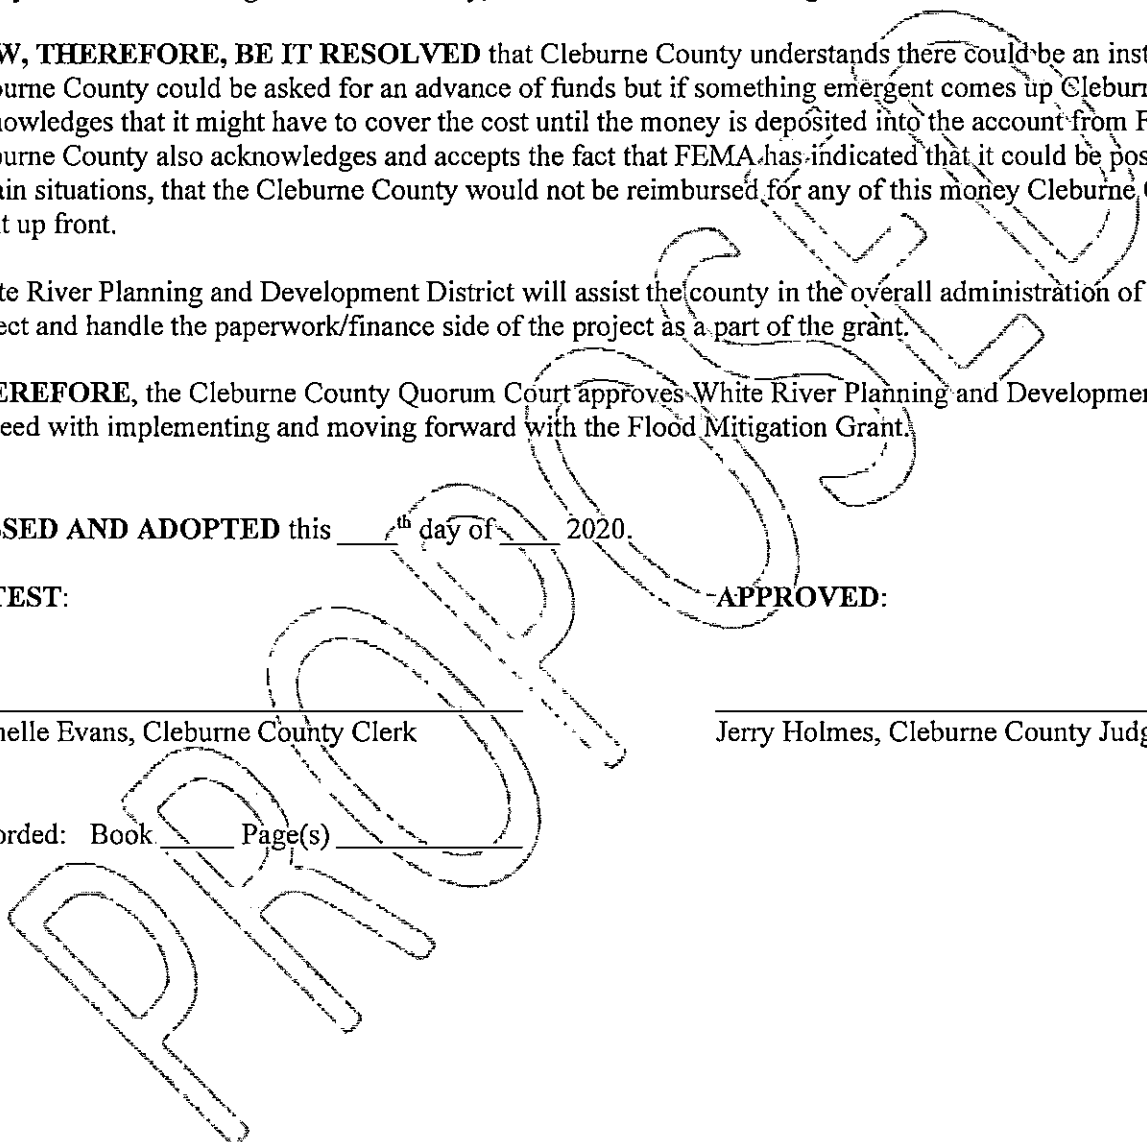 W, THEREFORE, BE IT RESOLVED that Cleburne County understands there could be an inst
burne County could be asked for an advance of funds but if something emergent comes up Cleburn
nowledges that it might have to cover the cost until the money is deposited into the account from F
burne County also acknowledges and accepts the fact that FEMA has indicated that it could be pos
ain situations, that the Cleburne County would not be reimbursed for any of this money Cleburne C
t up front.
te River Planning and Development District will assist the county in the overall administration of
ect and handle the paperwork/finance side of the project as a part of the grant.
EREFORE, the Cleburne County Quorum Court approves White River Planning and Developmen
eed with implementing and moving forward with the Flood Mitigation Grant.
SSED AND ADOPTED this ____th day of ____ 2020.
TEST:
APPROVED:
elle Evans, Cleburne County Clerk
Jerry Holmes, Cleburne County Judg
orded: Book _____ Page(s) _____________
PROPOSED